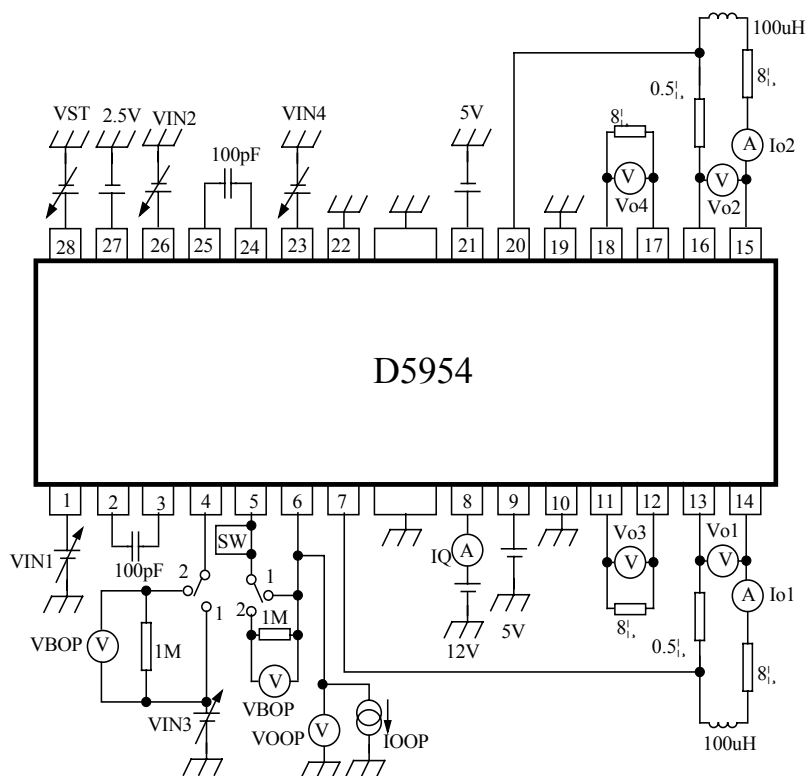 100uH
8¦¸
0.5¦¸
A
Io2
V
Vo2
8¦¸
V
Vo4
VST
2.5V
VIN2
100pF
VIN4
5V
28
27
26
25
24
23
22
21
20
19
18
17
16
15
D5954
1
2
3
4
5
6
7
8
9
10
11
12
13
14
VIN1
100pF
SW
IQ
A
Vo3
V
Vo1
V
A
Io1
2
1
1
2
VBOP
V
1M
1M
V
VBOP
12V
5V
8¦¸
0.5¦¸
8¦¸
VIN3
VOOP
V
IOOP
100uH